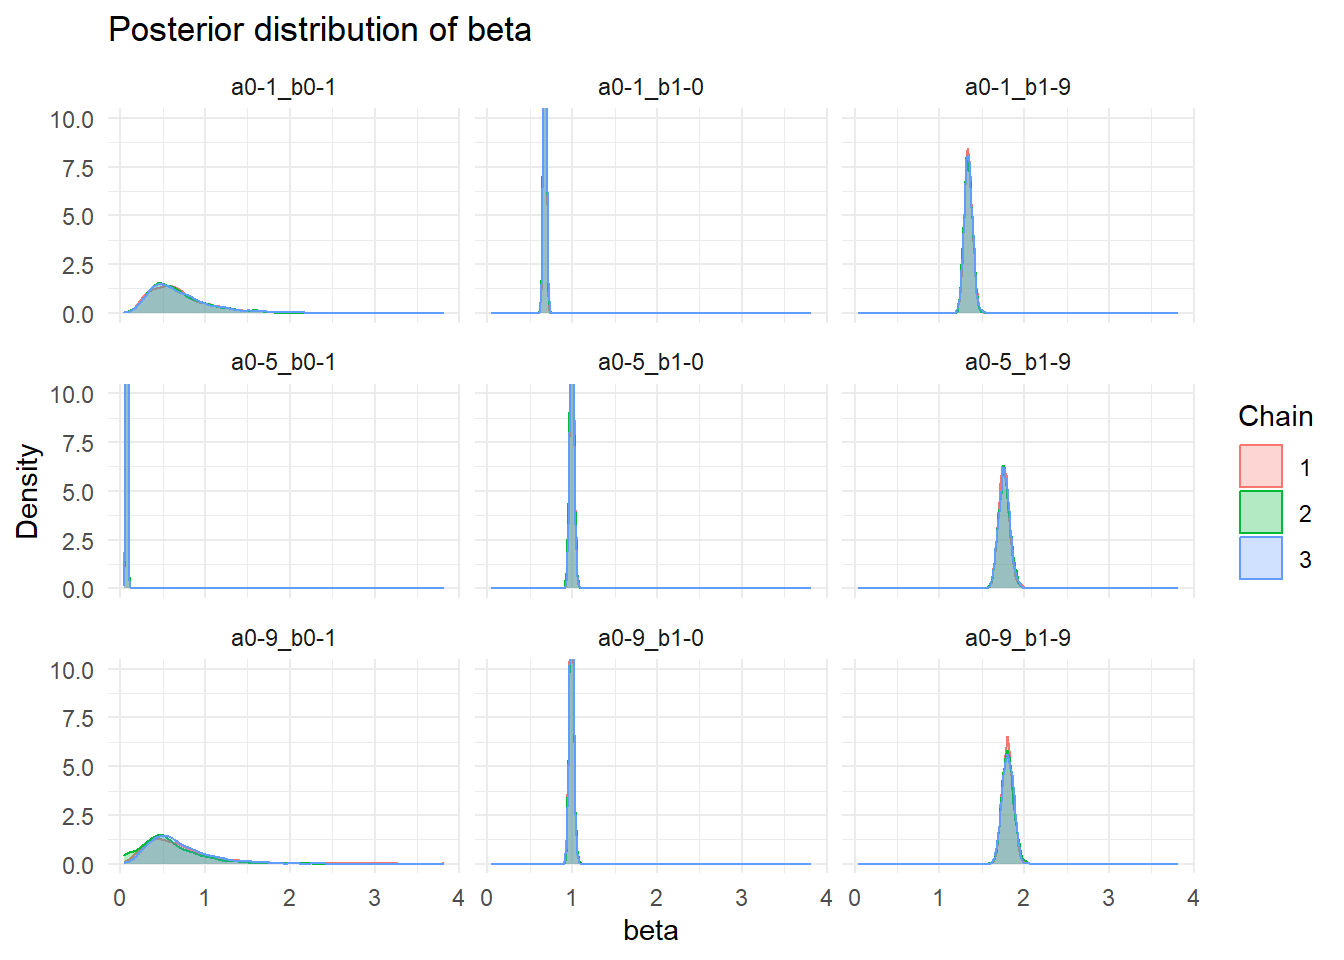 Posterior distribution of beta
a0-1_b0-1 a0-1_b1-0 a0-1_b1-9
10.0
7.5
5.0
2.5
0.0
a0-5_b0-1 a0-5_b1-0 a0-5_b1-9
10.0
7.5
5.0
2.5
0.0
a0-9_b0-1 a0-9_b1-0 a0-9_b1-9
10.0
7.5
5.0
2.5
0.0
0 1 2 3 4 0 1 2 3 4 0 1 2 3 4
beta
Density
Chain
1
2
3